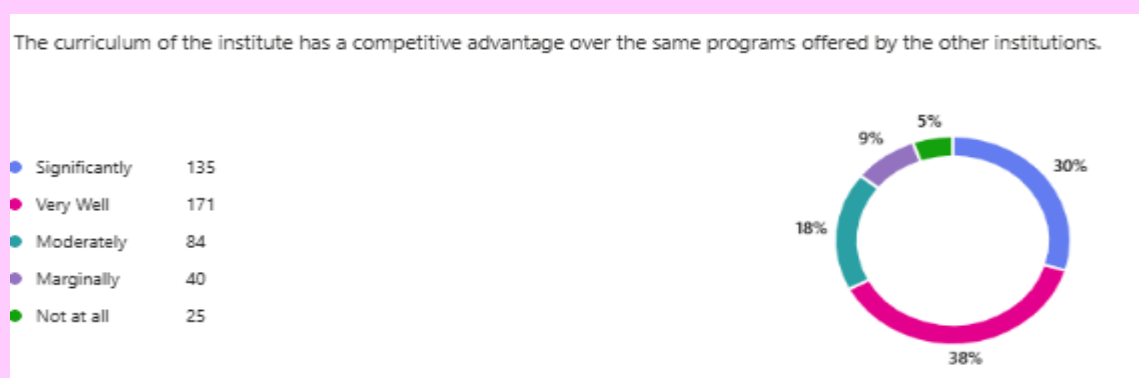 The curriculum of the institute has a competitive advantage over the same programs offered by the other institutions.
Significantly 135
Very Well 171
Moderately 84
Marginally 40
Not at all 25
5%
9%
30%
18%
38%